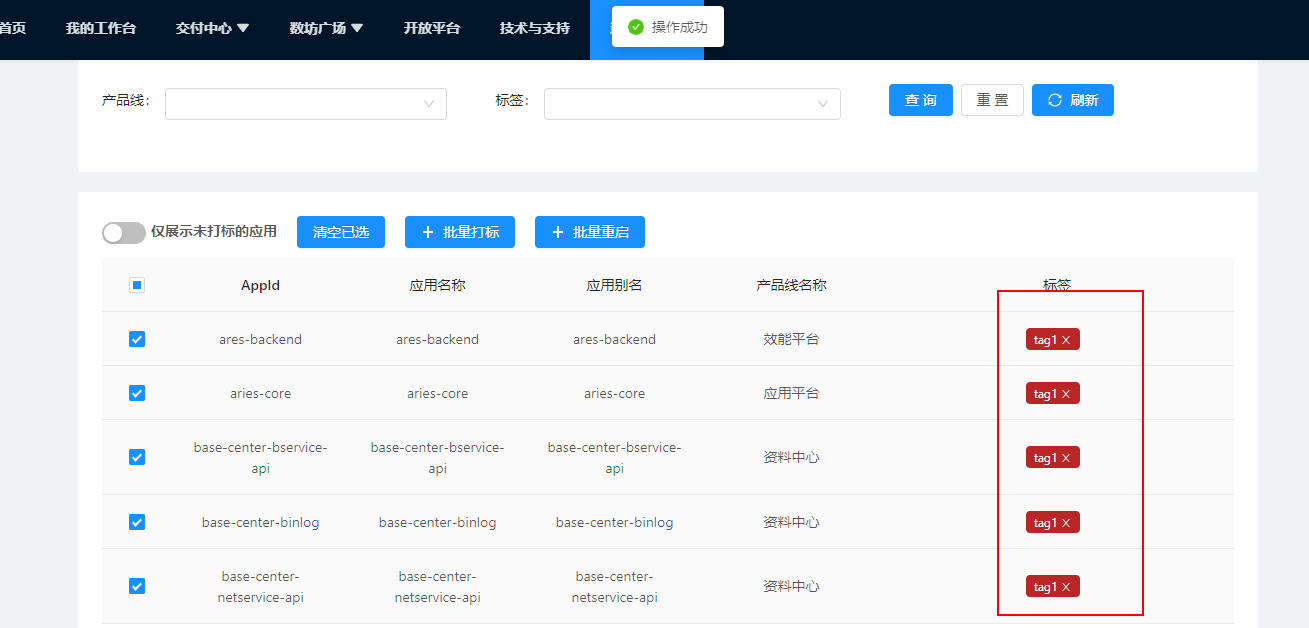 首页 我的工作台 交付中心 数坊广场 开放平台 技术与支持 操作成功
产品线: 标签: 查询 重置 刷新
仅展示未打标的应用 清空已选 + 批量打标 + 批量重启
AppId 应用名称 应用别名 产品线名称 标签
ares-backend ares-backend ares-backend 效能平台 tag1 ×
aries-core aries-core aries-core 应用平台 tag1 ×
base-center-bservice- base-center-bservice- base-center-bservice-
api api api 资料中心 tag1 ×
base-center-binlog base-center-binlog base-center-binlog 资料中心 tag1 ×
base-center- base-center- base-center-
netservice-api netservice-api netservice-api 资料中心 tag1 ×